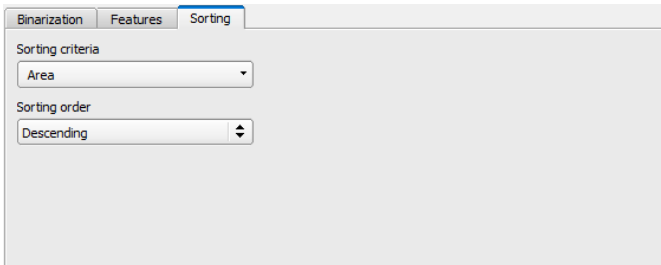 Binarization Features Sorting
Sorting criteria
Area
Sorting order
Descending